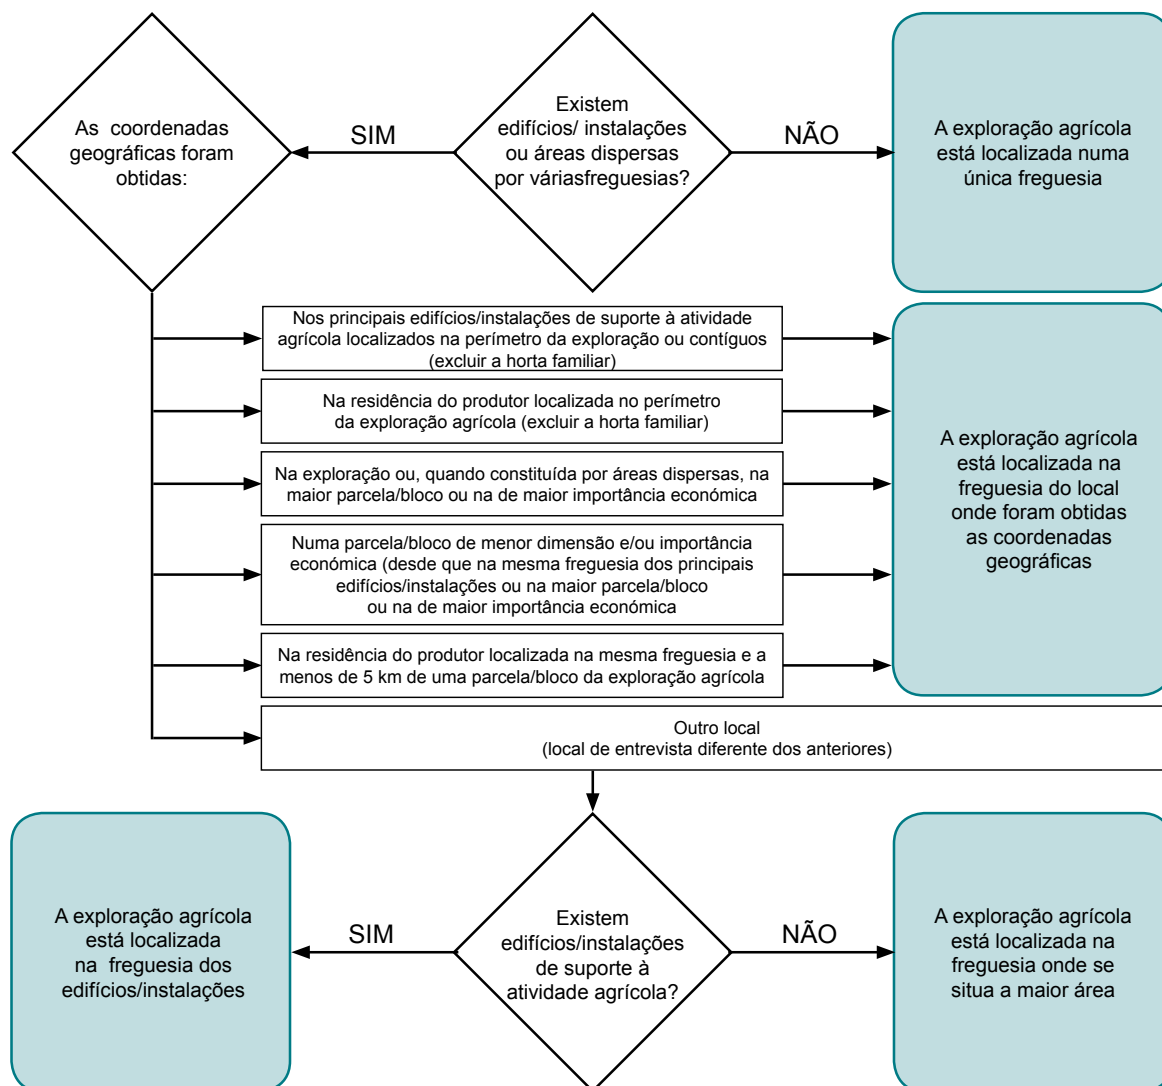 As  coordenadas
geográficas foram
obtidas:
SIM
Existem
edifícios/ instalações
ou áreas dispersas
por váriasfreguesias?
NÃO
A exploração agrícola
está localizada numa
única freguesia
Nos principais edifícios/instalações de suporte à atividade
agrícola localizados na perímetro da exploração ou contíguos
(excluir a horta familiar)
Na residência do produtor localizada no perímetro
da exploração agrícola (excluir a horta familiar)
Na exploração ou, quando constituída por áreas dispersas, na
maior parcela/bloco ou na de maior importância económica
Numa parcela/bloco de menor dimensão e/ou importância
económica (desde que na mesma freguesia dos principais
edifícios/instalações ou na maior parcela/bloco
ou na de maior importância económica
Na residência do produtor localizada na mesma freguesia e a
menos de 5 km de uma parcela/bloco da exploração agrícola
A exploração agrícola
está localizada na
freguesia do local
onde foram obtidas
as coordenadas
geográficas
Outro local
(local de entrevista diferente dos anteriores)
A exploração agrícola
está localizada
na  freguesia dos
edifícios/instalações
SIM
Existem
edifícios/instalações
de suporte à
atividade agrícola?
NÃO
A exploração agrícola
está localizada na
freguesia onde se
situa a maior área